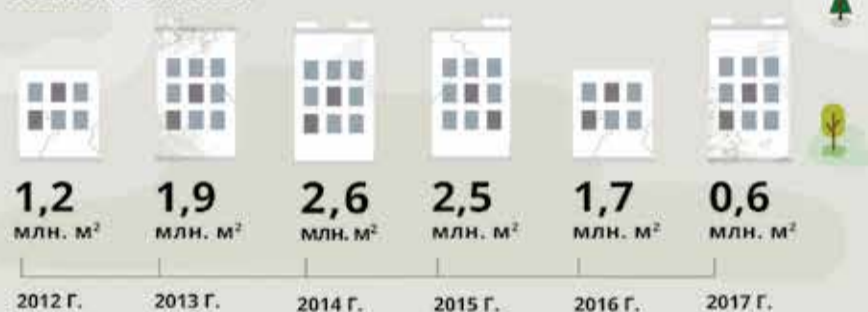 1,2 1,9 2,6 2,5 1,7 0,6
млн. м² млн. м² млн. м² млн. м² млн. м² млн. м²
2012 Г. 2013 Г. 2014 Г. 2015 Г. 2016 Г. 2017 Г.